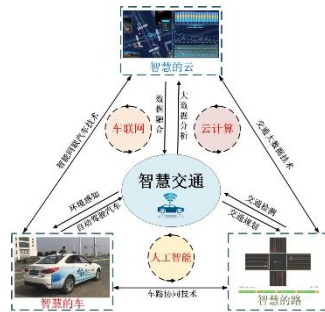 智慧的云
智能网联汽车技术
数据融合
大数据分析
交通大数据技术
车联网
云计算
智慧交通
环境感知
自动驾驶汽车
交通检测
交通规划
人工智能
智慧的车
车路协同技术
智慧的路